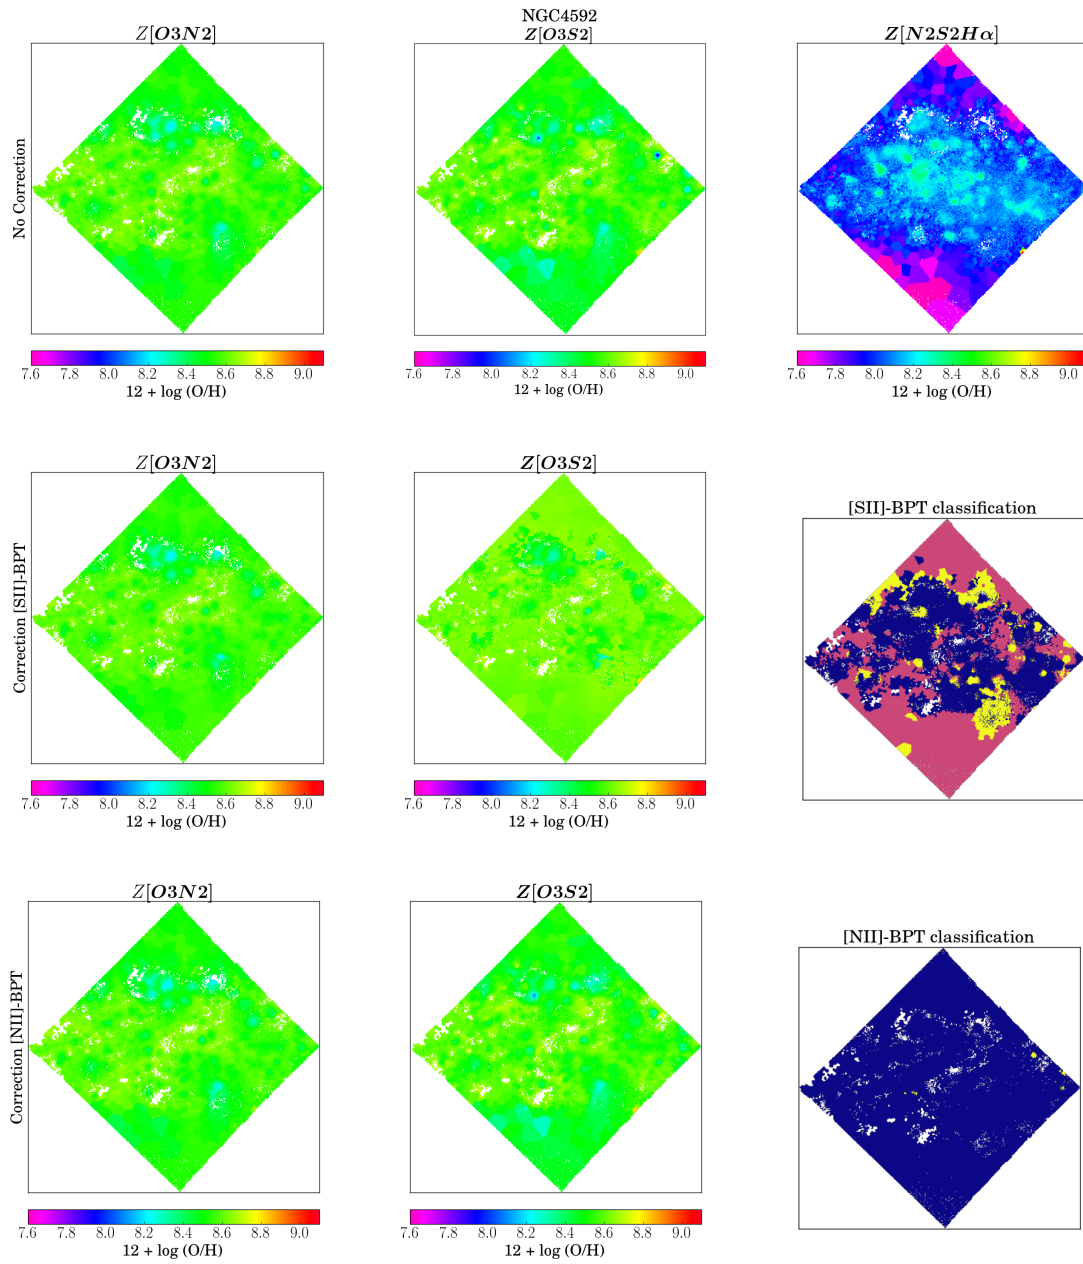 NGC4592
Z[O3N2]
Z[O3S2]
Z[N2S2Hα]
No Correction
7.6 7.8 8.0 8.2 8.4 8.6 8.8 9.0
12 + log (O/H)
7.6 7.8 8.0 8.2 8.4 8.6 8.8 9.0
12 + log (O/H)
7.6 7.8 8.0 8.2 8.4 8.6 8.8 9.0
12 + log (O/H)
Z[O3N2]
Z[O3S2]
[SII]-BPT classification
Correction [SII]-BPT
7.6 7.8 8.0 8.2 8.4 8.6 8.8 9.0
12 + log (O/H)
7.6 7.8 8.0 8.2 8.4 8.6 8.8 9.0
12 + log (O/H)
Z[O3N2]
Z[O3S2]
[NII]-BPT classification
Correction [NII]-BPT
7.6 7.8 8.0 8.2 8.4 8.6 8.8 9.0
12 + log (O/H)
7.6 7.8 8.0 8.2 8.4 8.6 8.8 9.0
12 + log (O/H)